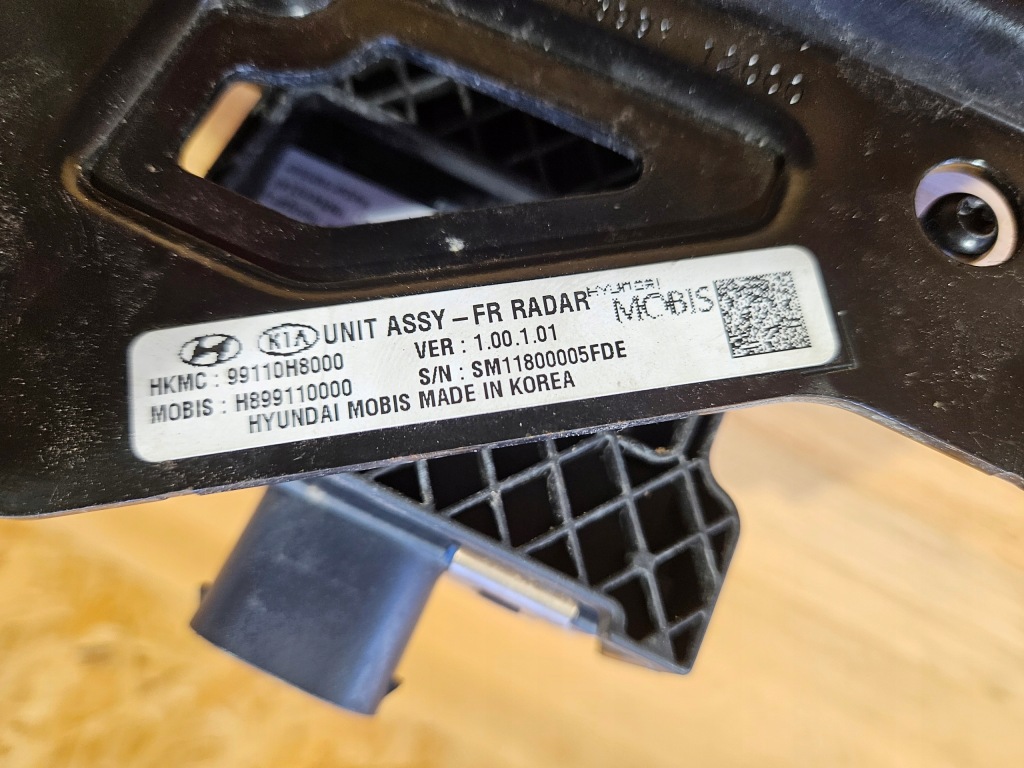 KIA UNIT ASSY – FR RADAR HYUNDAI MOBIS
HKMC : 99110H8000 VER : 1.00.1.01
MOBIS : H899110000 S/N : SM11800005FDE
HYUNDAI MOBIS MADE IN KOREA